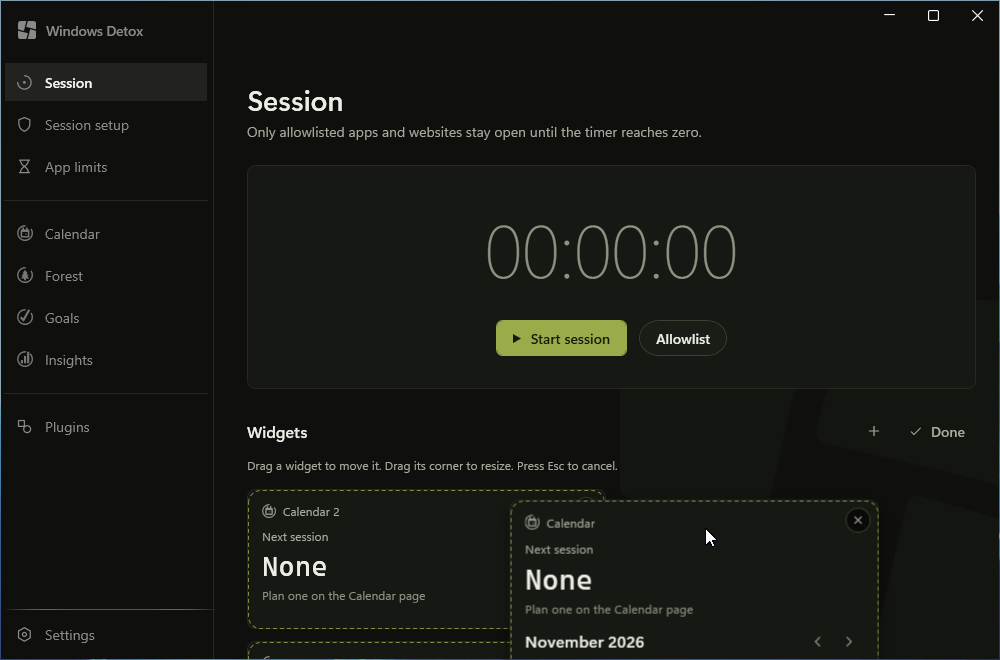 Windows Detox
Session
Session setup
App limits
Calendar
Forest
Goals
Insights
Plugins
Settings
Session
Only allowlisted apps and websites stay open until the timer reaches zero.
00:00:00
Start session
Allowlist
Widgets
Done
Drag a widget to move it. Drag its corner to resize. Press Esc to cancel.
Calendar 2
Next session
None
Plan one on the Calendar page
Calendar
Next session
None
Plan one on the Calendar page
November 2026